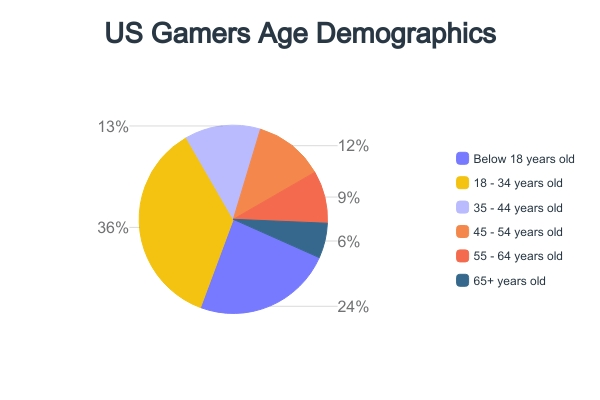 US Gamers Age Demographics
13%
12%
9%
36%
6%
24%
Below 18 years old
18 - 34 years old
35 - 44 years old
45 - 54 years old
55 - 64 years old
65+ years old